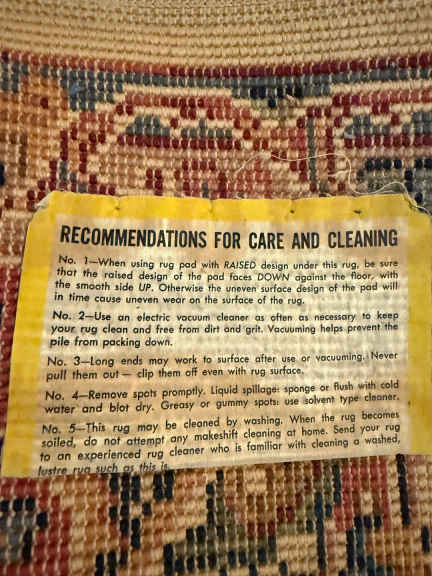 RECOMMENDATIONS FOR CARE AND CLEANING
No. 1—When using rug pad with RAISED design under this rug, be sure
that the raised design of the pad faces DOWN against the floor, with
the smooth side UP. Otherwise the uneven surface design of the pad will
in time cause uneven wear on the surface of the rug.
No. 2—Use an electric vacuum cleaner as often as necessary to keep
your rug clean and free from dirt and grit. Vacuuming helps prevent the
pile from packing down.
No. 3—Long ends may work to surface after use or vacuuming. Never
pull them out — clip them off even with rug surface.
No. 4—Remove spots promptly. Liquid spillage: sponge or flush with cold
water and blot dry. Greasy or gummy spots: use solvent type cleaner.
No. 5—This rug may be cleaned by washing. When the rug becomes
soiled, do not attempt any makeshift cleaning at home. Send your rug
to an experienced rug cleaner who is familiar with cleaning a washed,
lustre rug such as this is.